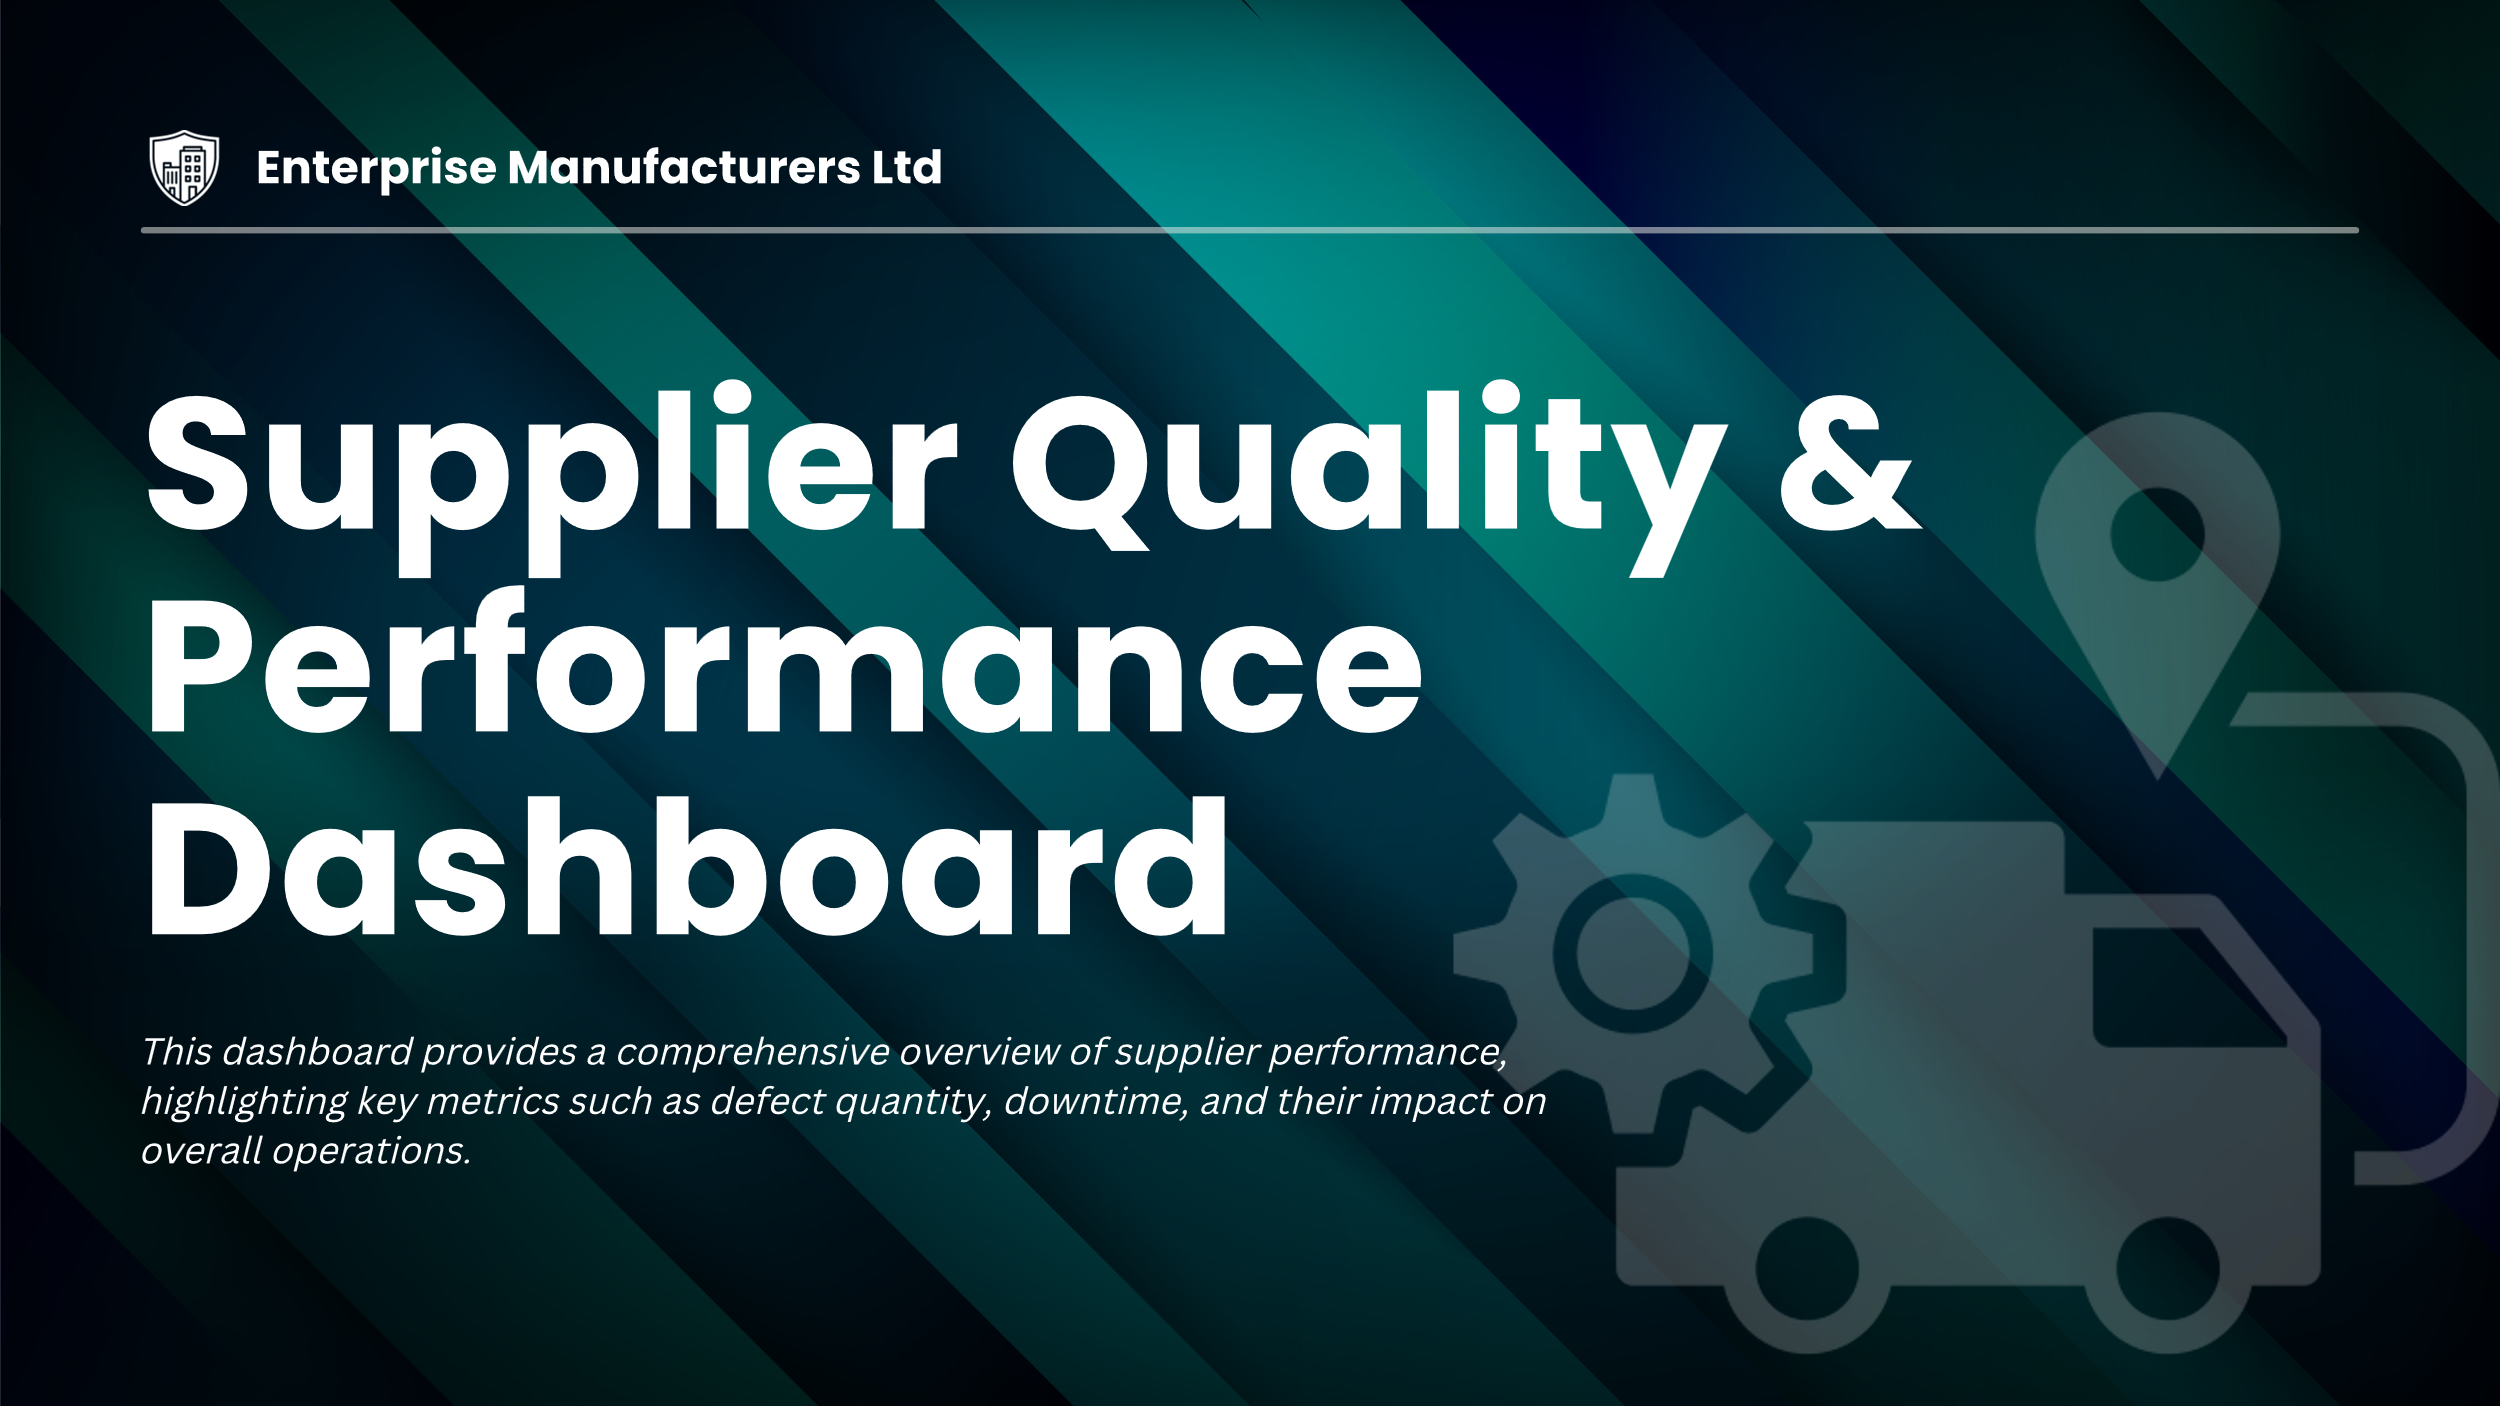 Enterprise Manufacturers Ltd
Supplier Quality &
Performance
Dashboard
This dashboard provides a comprehensive overview of supplier performance,
highlighting key metrics such as defect quantity, downtime, and their impact on
overall operations.